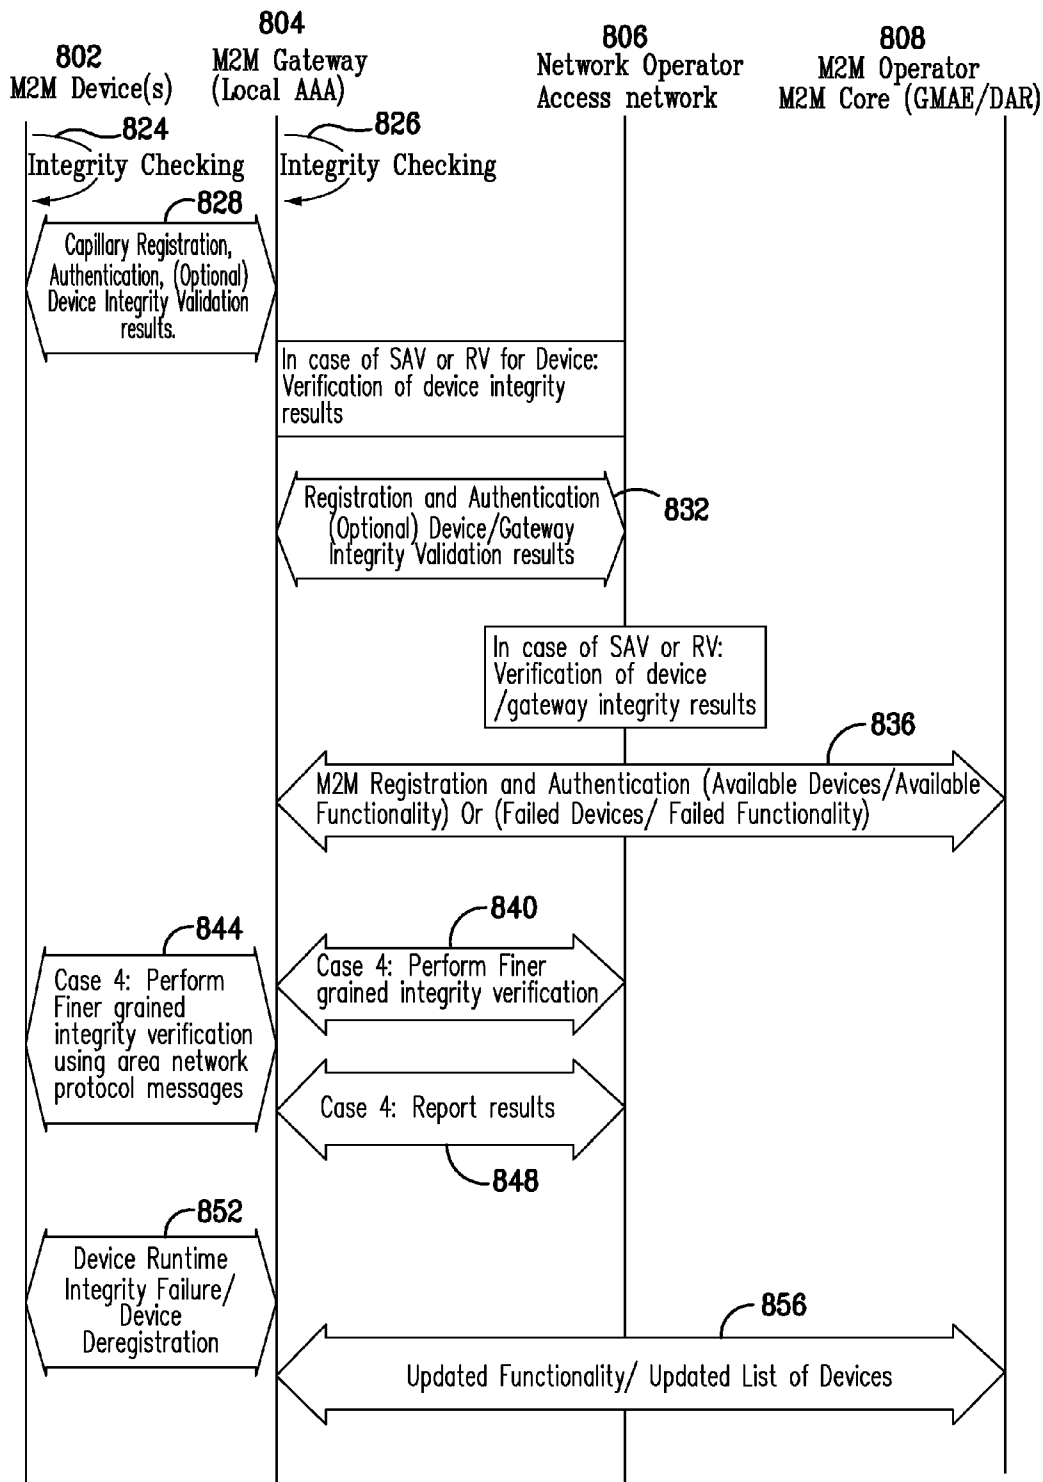 802
M2M Device(s)
804
M2M Gateway
(Local AAA)
806
Network Operator
Access network
808
M2M Operator
M2M Core (GMAE/DAR)
824
Integrity Checking
826
Integrity Checking
828
Capillary Registration,
Authentication, (Optional)
Device Integrity Validation
results.
In case of SAV or RV for Device:
Verification of device integrity
results
Registration and Authentication
(Optional) Device/Gateway
Integrity Validation results
832
In case of SAV or RV:
Verification of device
/gateway integrity results
836
M2M Registration and Authentication (Available Devices/Available
Functionality) Or (Failed Devices/ Failed Functionality)
840
Case 4: Perform Finer
grained integrity verification
844
Case 4: Perform
Finer grained
integrity verification
using area network
protocol messages
Case 4: Report results
848
852
Device Runtime
Integrity Failure/
Device
Deregistration
856
Updated Functionality/ Updated List of Devices